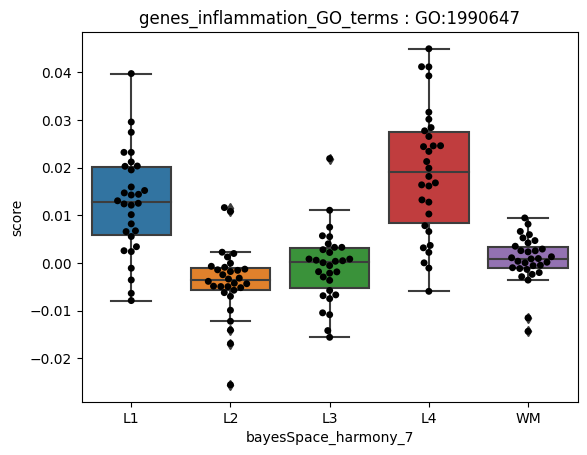 genes_inflammation_GO_terms : GO:1990647
score
0.04
0.03
0.02
0.01
0.00
−0.01
−0.02
L1 L2 L3 L4 WM
bayesSpace_harmony_7